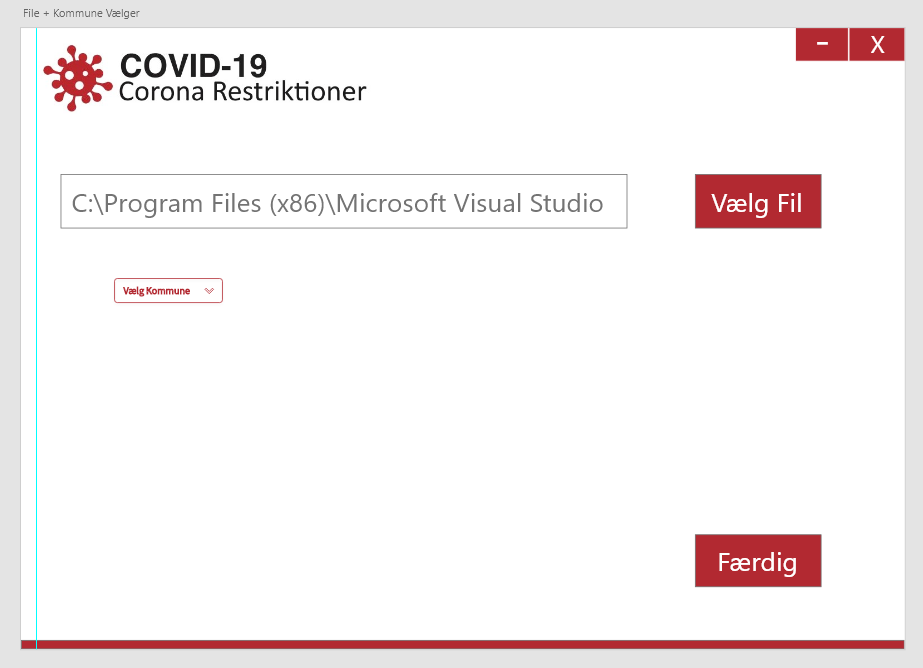 File + Kommune Vælger
– X
COVID-19
Corona Restriktioner
C:\Program Files (x86)\Microsoft Visual Studio
Vælg Fil
Vælg Kommune
Færdig